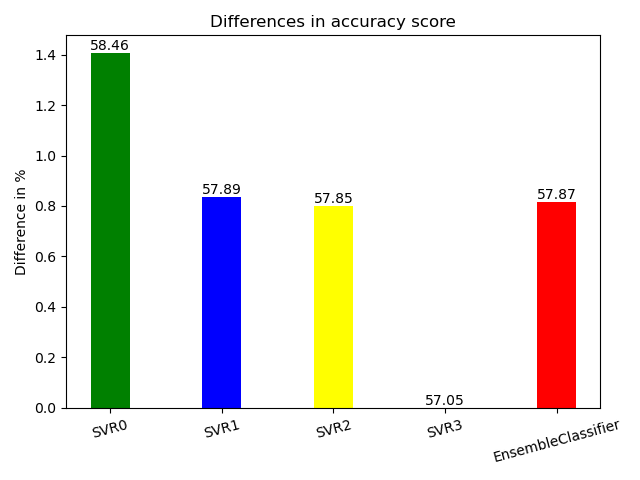 Differences in accuracy score
Difference in %
1.4
1.2
1.0
0.8
0.6
0.4
0.2
0.0
58.46
57.89
57.85
57.05
57.87
SVR0
SVR1
SVR2
SVR3
EnsembleClassifier